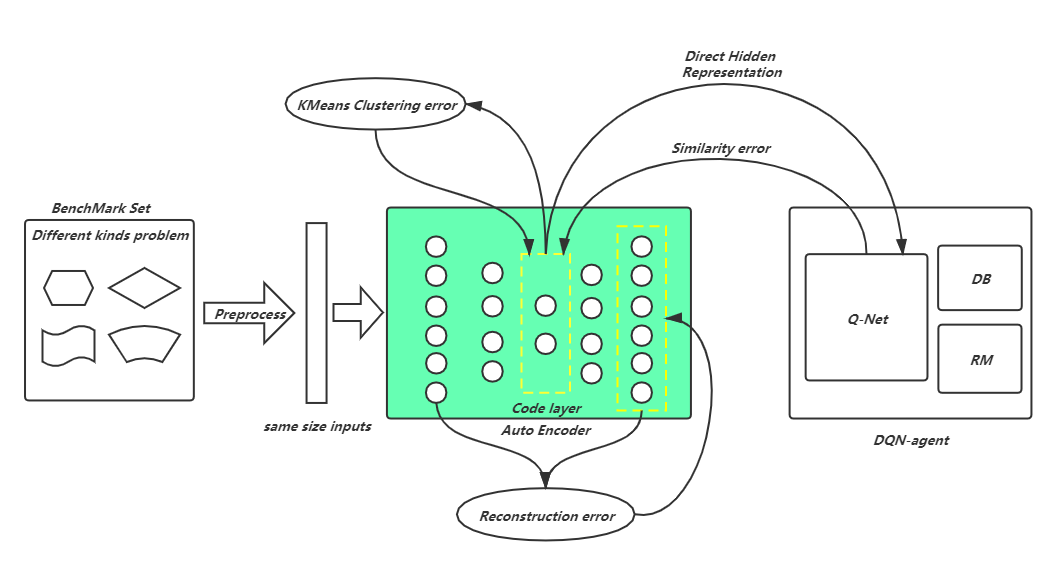 Direct Hidden
Representation
KMeans Clustering error
Similarity error
BenchMark Set
Different kinds problem
Preprocess
same size inputs
Code layer
Auto Encoder
Reconstruction error
Q-Net
DB
RM
DQN-agent